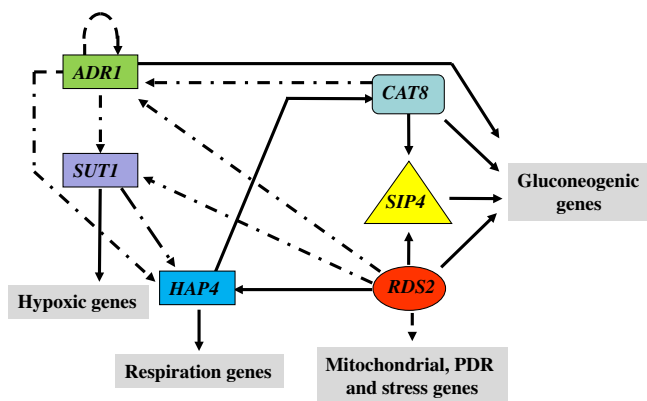 ADR1
CAT8
SUT1
SIP4
Gluconeogenic
genes
Hypoxic genes
HAP4
RDS2
Respiration genes
Mitochondrial, PDR
and stress genes